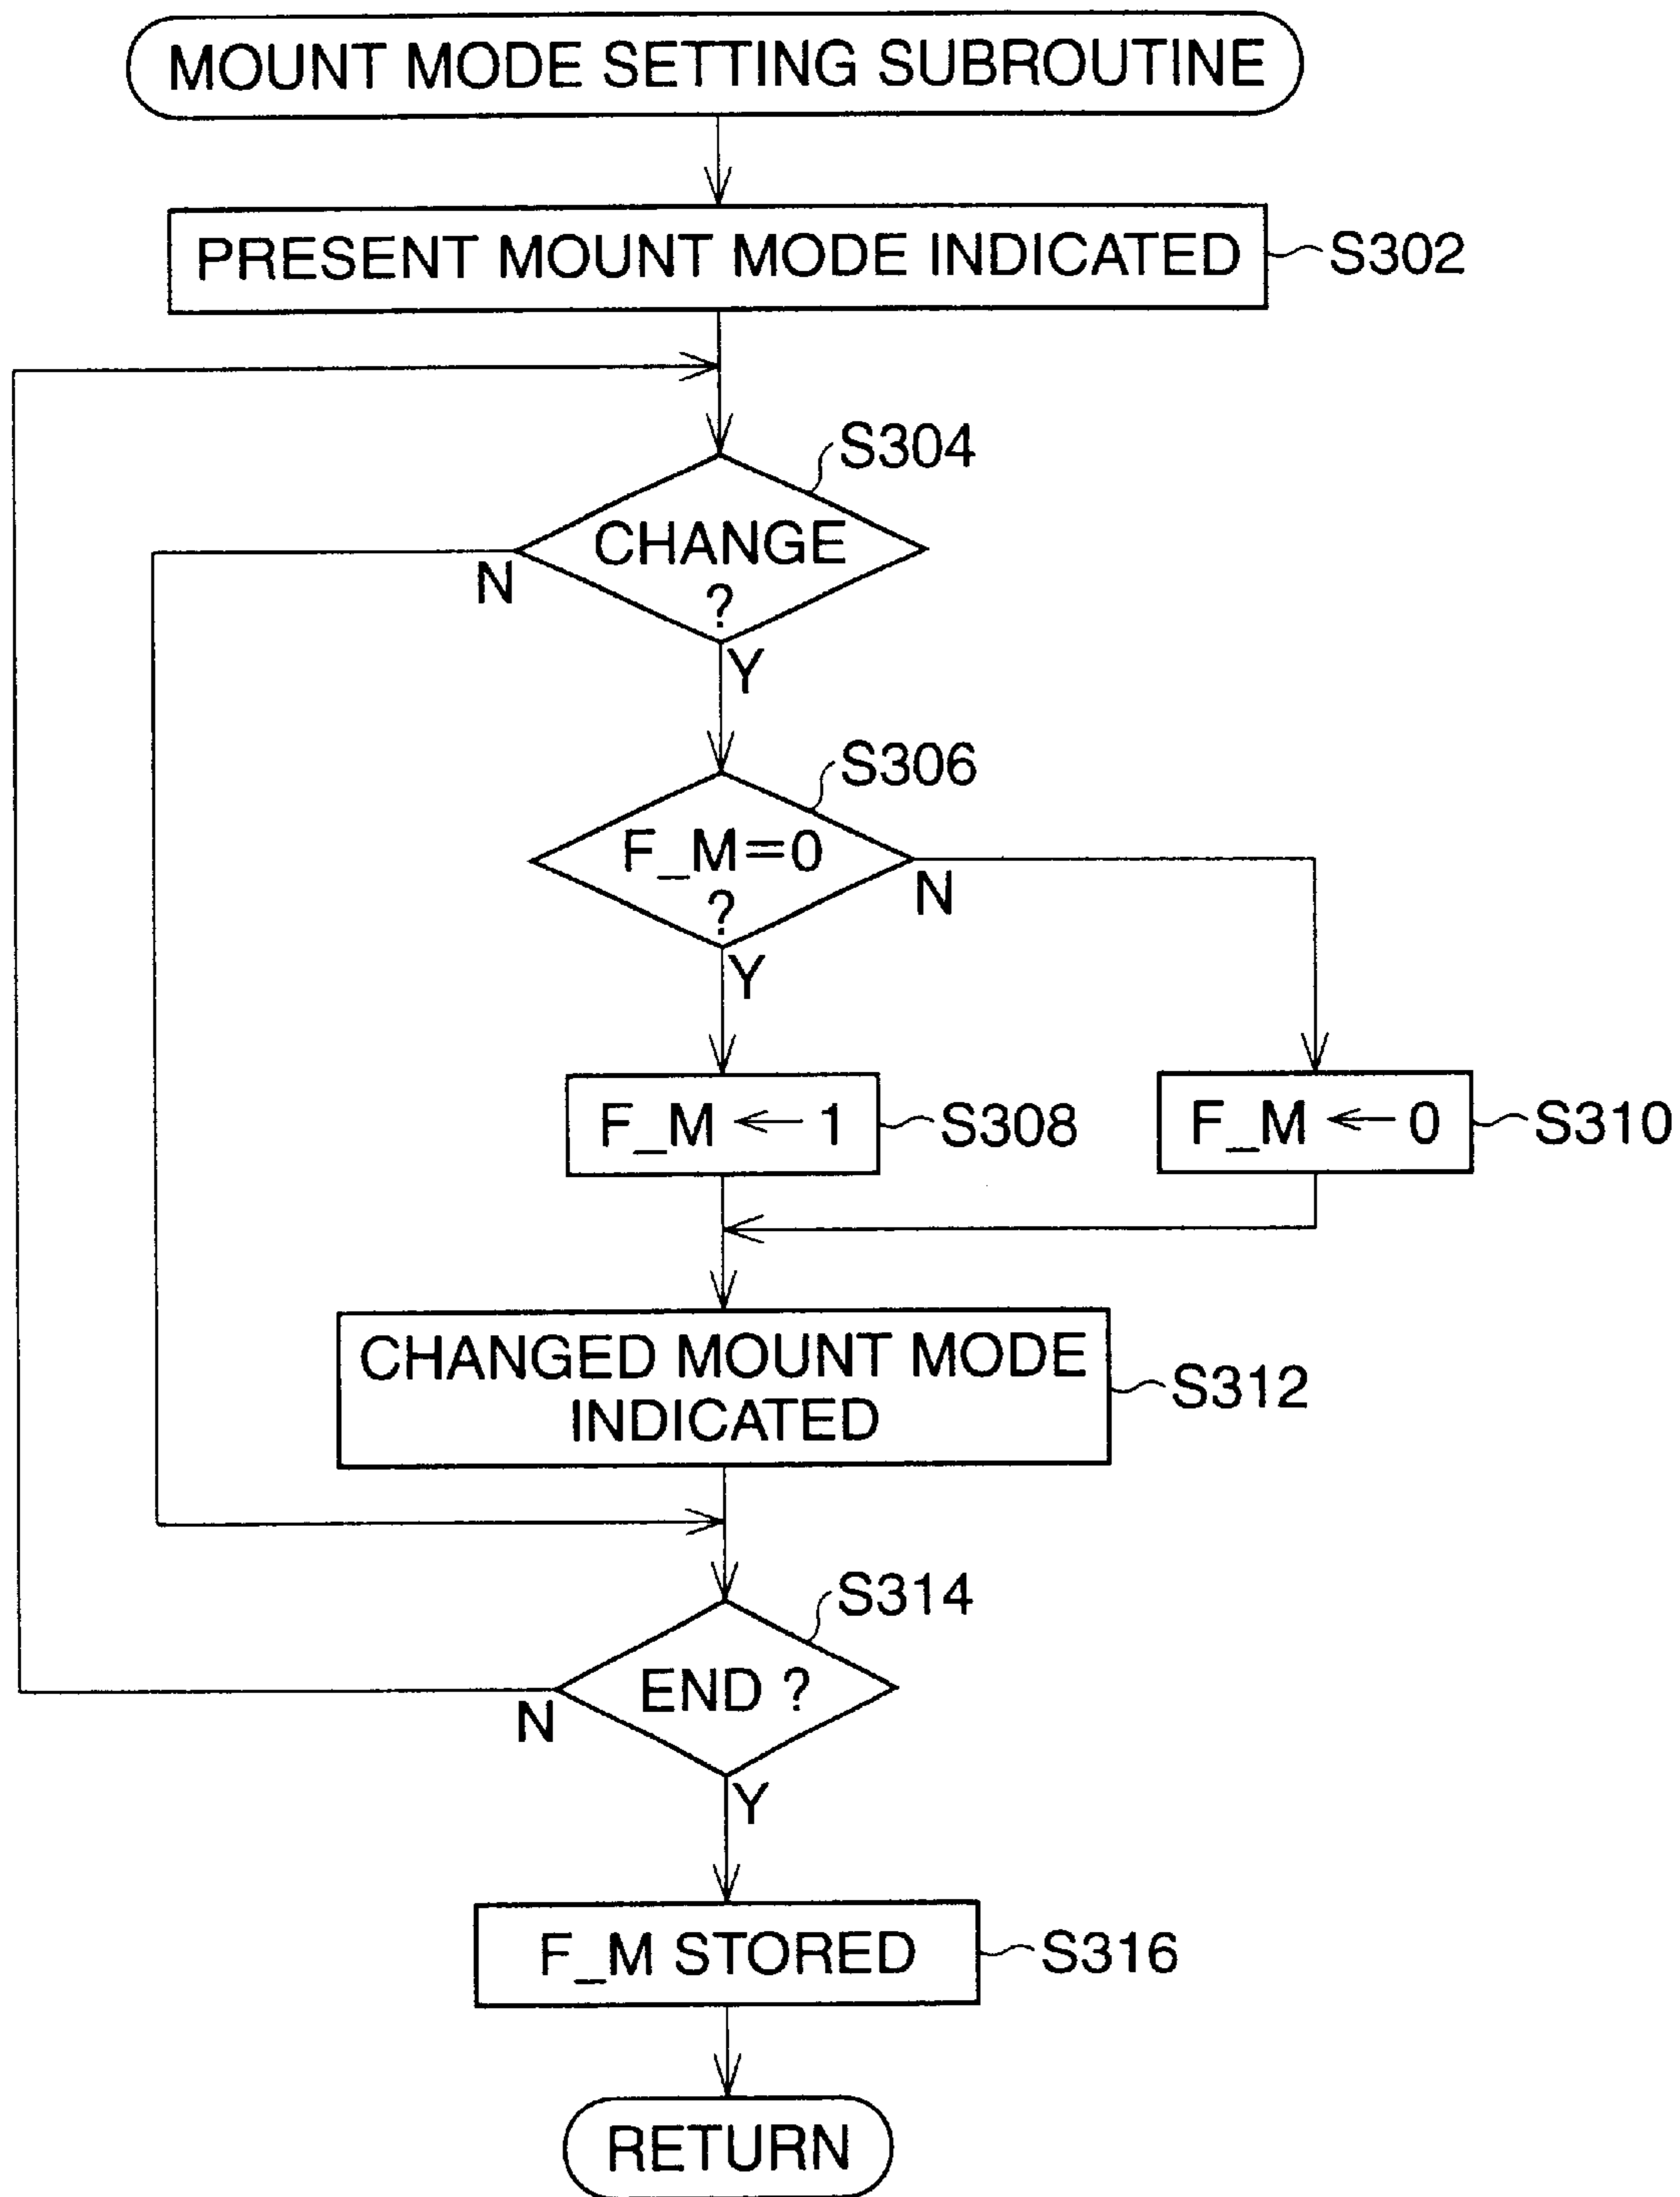 MOUNT MODE SETTING SUBROUTINE
PRESENT MOUNT MODE INDICATED
S302
S304
CHANGE
?
N
Y
S306
F_M=0
?
N
Y
F_M ← 1
S308
F_M ← 0
S310
CHANGED MOUNT MODE
INDICATED
S312
S314
END ?
N
Y
F_M STORED
S316
RETURN